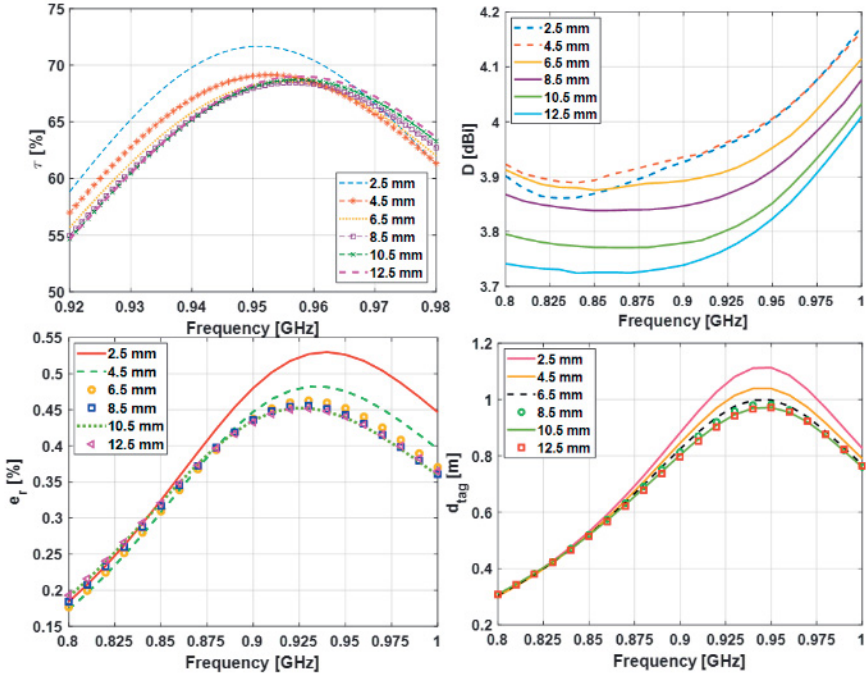 75
70
65
60
55
50
τ [%]
2.5 mm
4.5 mm
6.5 mm
8.5 mm
10.5 mm
12.5 mm
0.92 0.93 0.94 0.95 0.96 0.97 0.98
Frequency [GHz]
4.2
4.1
4
3.9
3.8
3.7
D [dBi]
2.5 mm
4.5 mm
6.5 mm
8.5 mm
10.5 mm
12.5 mm
0.8 0.825 0.85 0.875 0.9 0.925 0.95 0.975 1
Frequency [GHz]
0.55
0.5
0.45
0.4
0.35
0.3
0.25
0.2
0.15
er [%]
2.5 mm
4.5 mm
6.5 mm
8.5 mm
10.5 mm
12.5 mm
0.8 0.825 0.85 0.875 0.9 0.925 0.95 0.975 1
Frequency [GHz]
1.2
1
0.8
0.6
0.4
0.2
dtag [m]
2.5 mm
4.5 mm
6.5 mm
8.5 mm
10.5 mm
12.5 mm
0.8 0.825 0.85 0.875 0.9 0.925 0.95 0.975 1
Frequency [GHz]